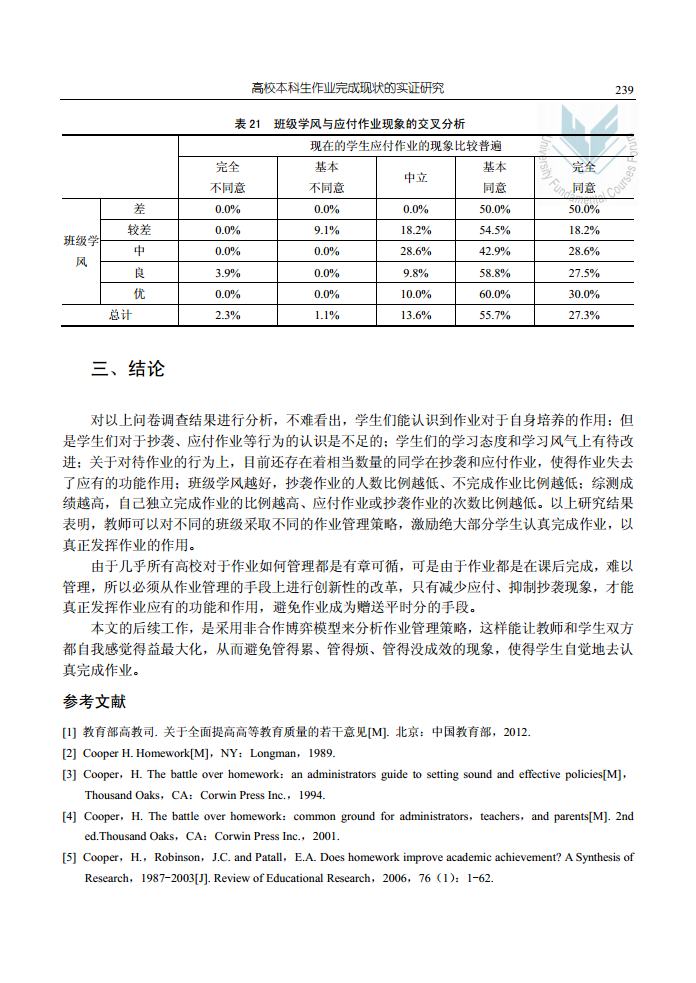 高校本科生作业完成现状的实证研究
239
表 21 班级学风与应付作业现象的交叉分析
现在的学生应付作业的现象比较普遍
完全 基本 中立 基本 完全
不同意 不同意 同意 同意
班级学风 差 0.0% 0.0% 0.0% 50.0% 50.0%
较差 0.0% 9.1% 18.2% 54.5% 18.2%
中 0.0% 0.0% 28.6% 42.9% 28.6%
良 3.9% 0.0% 9.8% 58.8% 27.5%
优 0.0% 0.0% 10.0% 60.0% 30.0%
总计 2.3% 1.1% 13.6% 55.7% 27.3%
University Fundamental Courses Forum
三、结论
对以上问卷调查结果进行分析，不难看出，学生们能认识到作业对于自身培养的作用；但
是学生们对于抄袭、应付作业等行为的认识是不足的；学生们的学习态度和学习风气上有待改
进；关于对待作业的行为上，目前还存在着相当数量的同学在抄袭和应付作业，使得作业失去
了应有的功能作用；班级学风越好，抄袭作业的人数比例越低、不完成作业比例越低；综测成
绩越高，自己独立完成作业的比例越高、应付作业或抄袭作业的次数比例越低。以上研究结果
表明，教师可以对不同的班级采取不同的作业管理策略，激励绝大部分学生认真完成作业，以
真正发挥作业的作用。
由于几乎所有高校对于作业如何管理都是有章可循，可是由于作业都是在课后完成，难以
管理，所以必须从作业管理的手段上进行创新性的改革，只有减少应付、抑制抄袭现象，才能
真正发挥作业应有的功能和作用，避免作业成为赠送平时分的手段。
本文的后续工作，是采用非合作博弈模型来分析作业管理策略，这样能让教师和学生双方
都自我感觉得益最大化，从而避免管得累、管得烦、管得没成效的现象，使得学生自觉地去认
真完成作业。
参考文献
[1] 教育部高教司. 关于全面提高高等教育质量的若干意见[M]. 北京：中国教育部，2012.
[2] Cooper H. Homework[M]，NY：Longman，1989.
[3] Cooper，H. The battle over homework：an administrators guide to setting sound and effective policies[M]，
Thousand Oaks，CA：Corwin Press Inc.，1994.
[4] Cooper，H. The battle over homework：common ground for administrators，teachers，and parents[M]. 2nd
ed.Thousand Oaks，CA：Corwin Press Inc.，2001.
[5] Cooper，H.，Robinson，J.C. and Patall，E.A. Does homework improve academic achievement? A Synthesis of
Research，1987-2003[J]. Review of Educational Research，2006，76（1）：1-62.